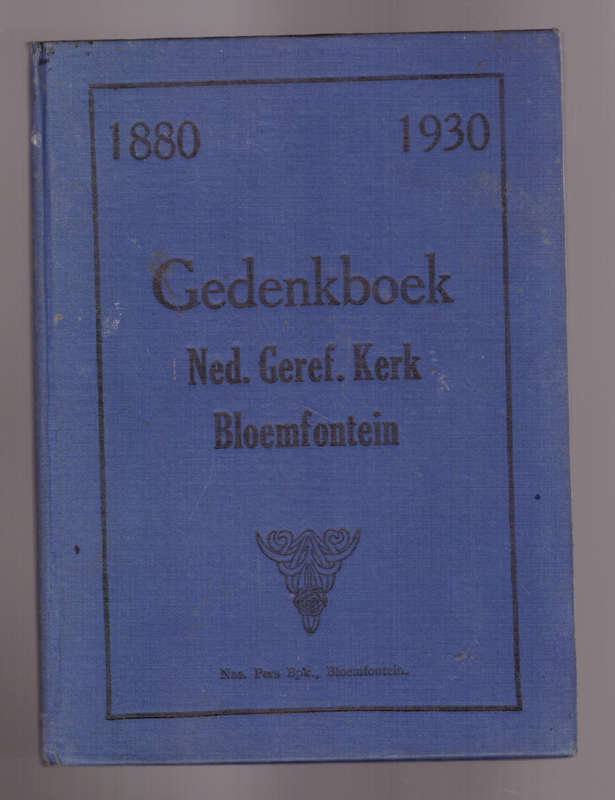 1880 1930
Gedenkboek
Ned. Geref. Kerk
Bloemfontein
Nas. Pers Bpk., Bloemfontein.